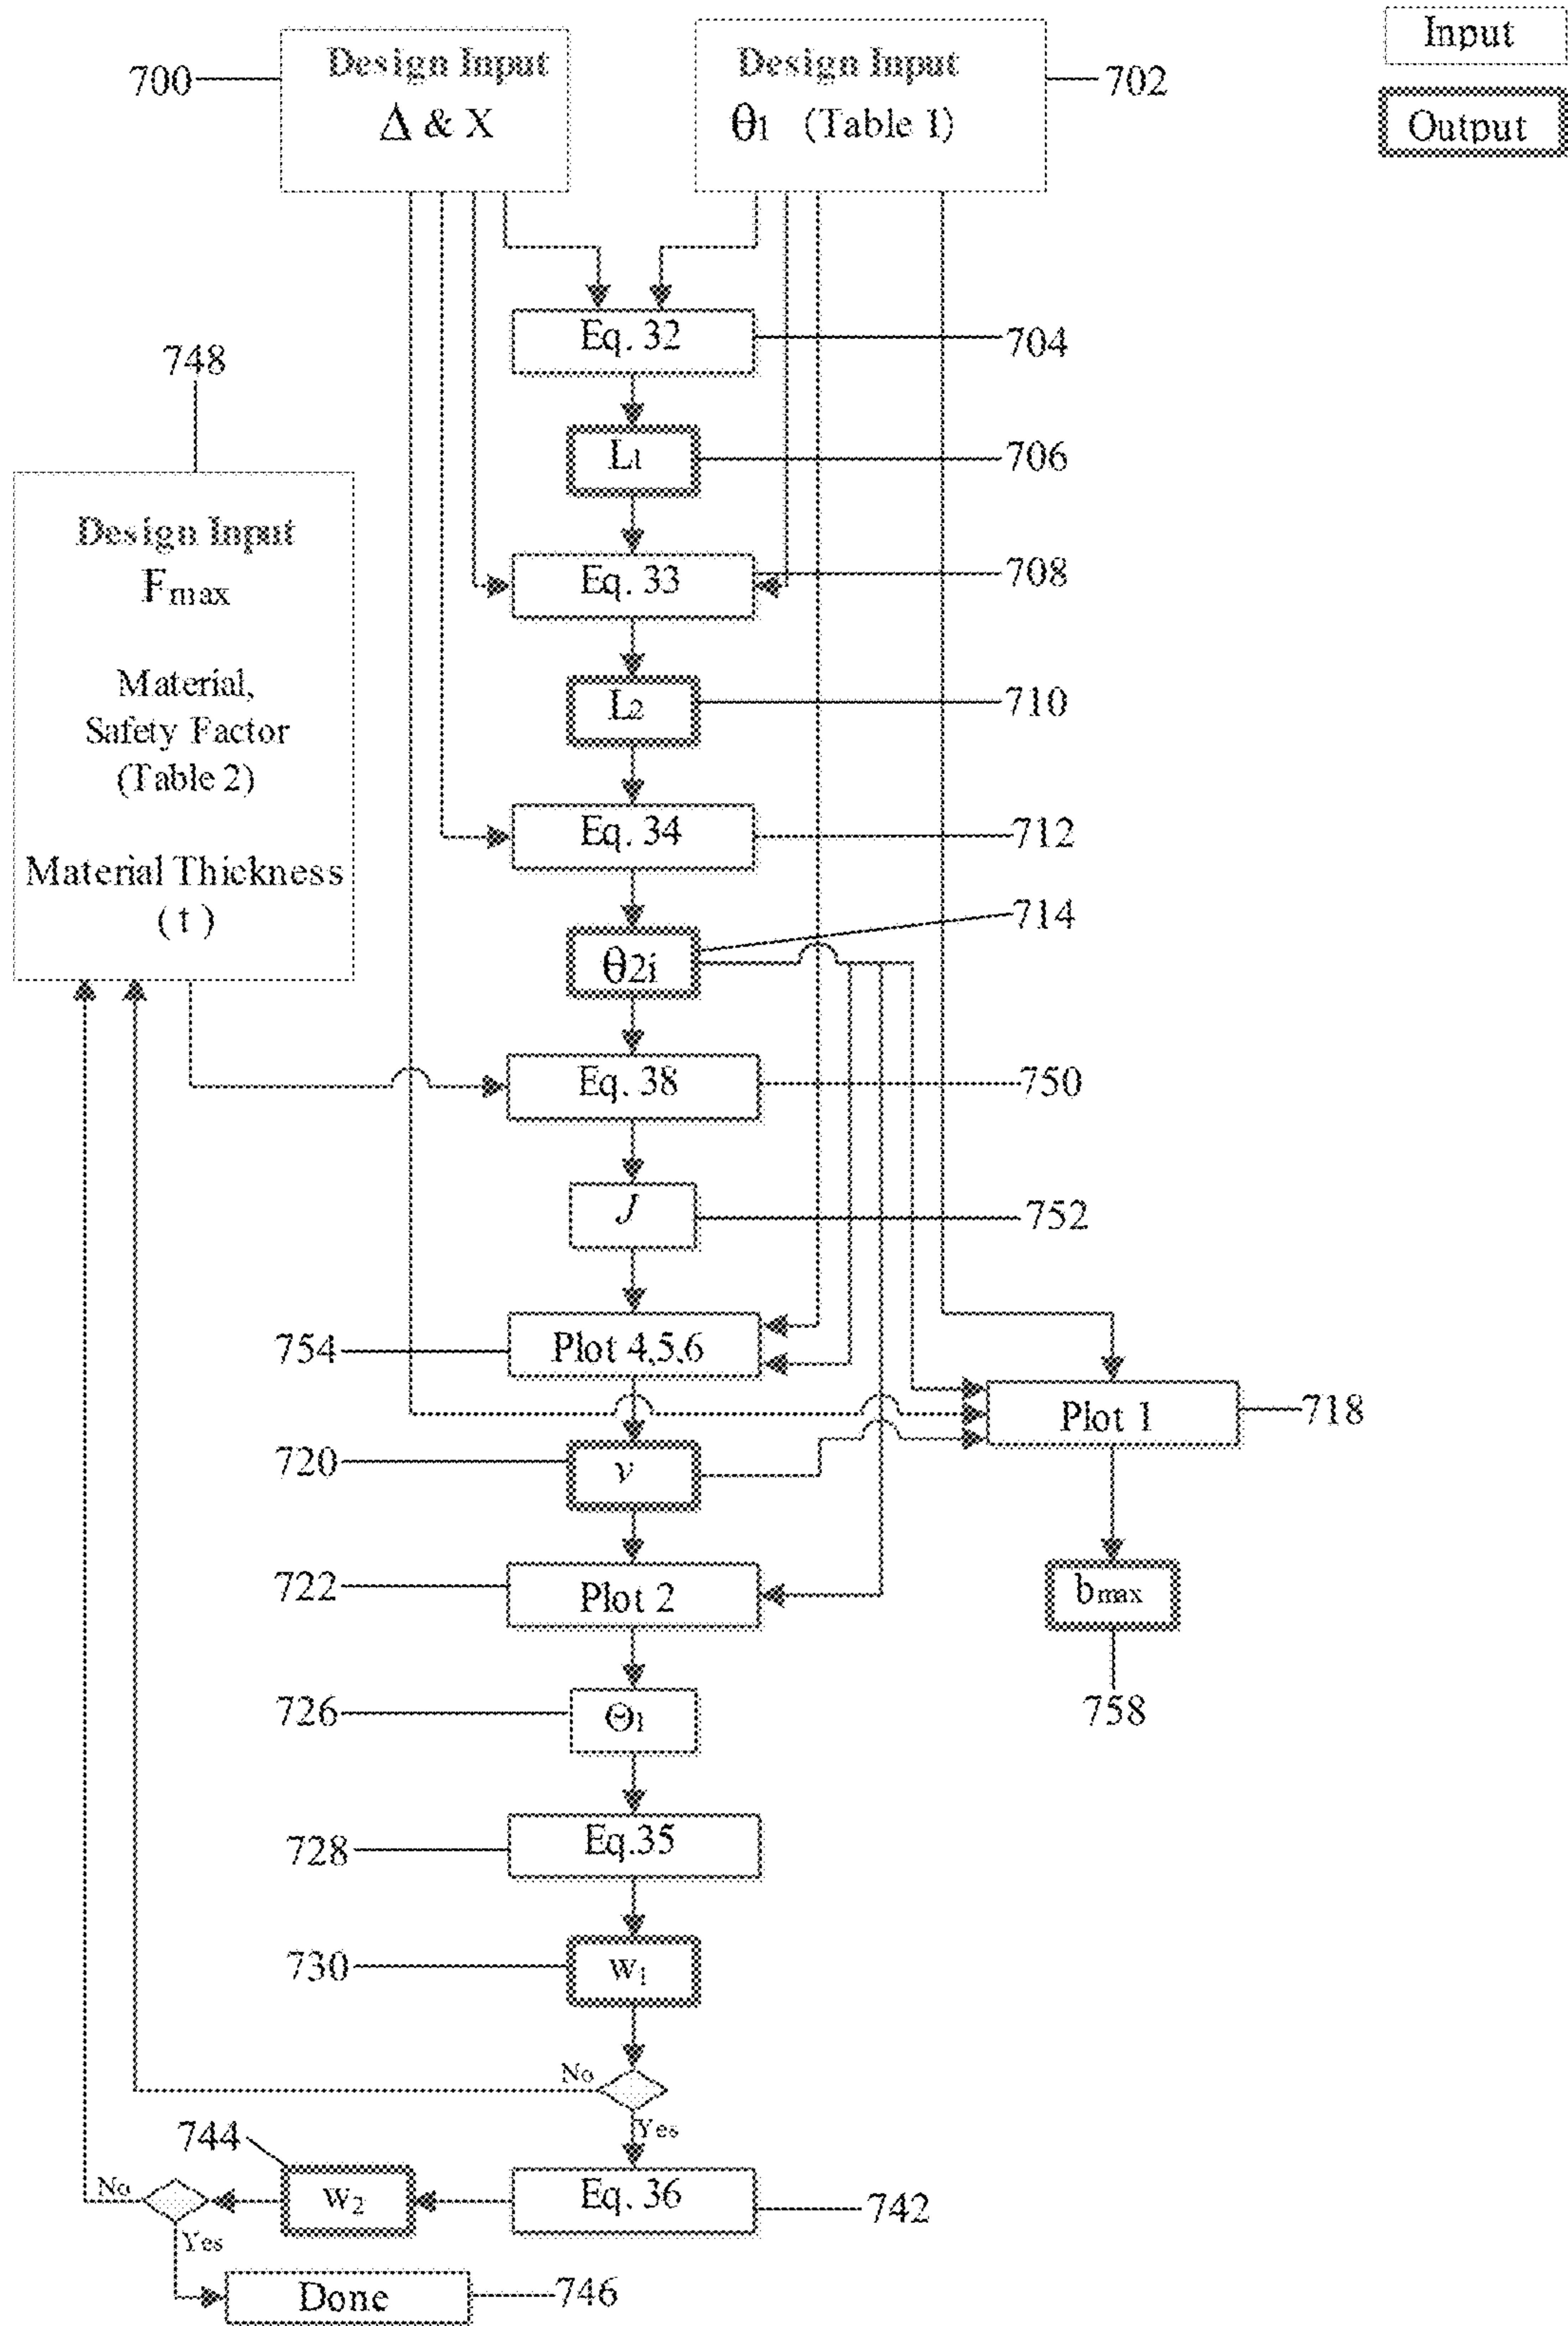 Design Input
Δ & X
700
Design Input
θ1 (Table 1)
702
Input
Output
Eq. 32
704
748
L1
706
Design Input
Fmax
Material,
Safety Factor
(Table 2)
Material Thickness
( t )
Eq. 33
708
L2
710
Eq. 34
712
714
θ2i
Eq. 38
750
J
752
754
Plot 4,5,6
Plot 1
718
720
ν
722
Plot 2
bmax
758
726
Θ1
728
Eq.35
730
w1
No
Yes
744
No
w2
Eq. 36
742
Yes
Done
746